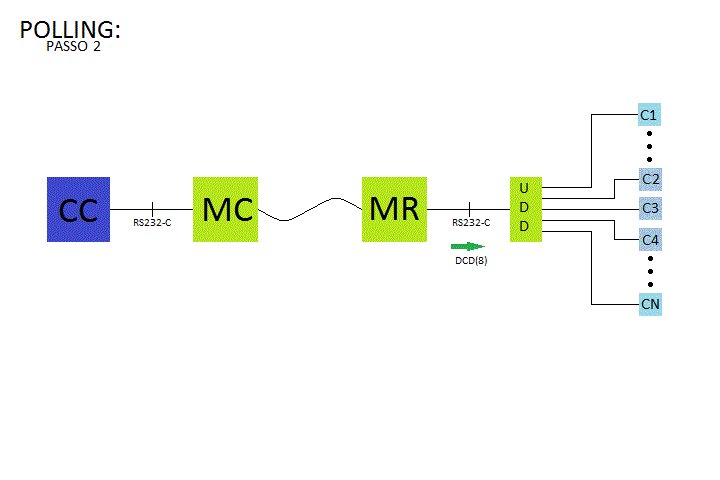 POLLING:
PASSO 2
CC
RS232-C
MC
MR
RS232-C
DCD(8)
U
D
D
C1
C2
C3
C4
CN